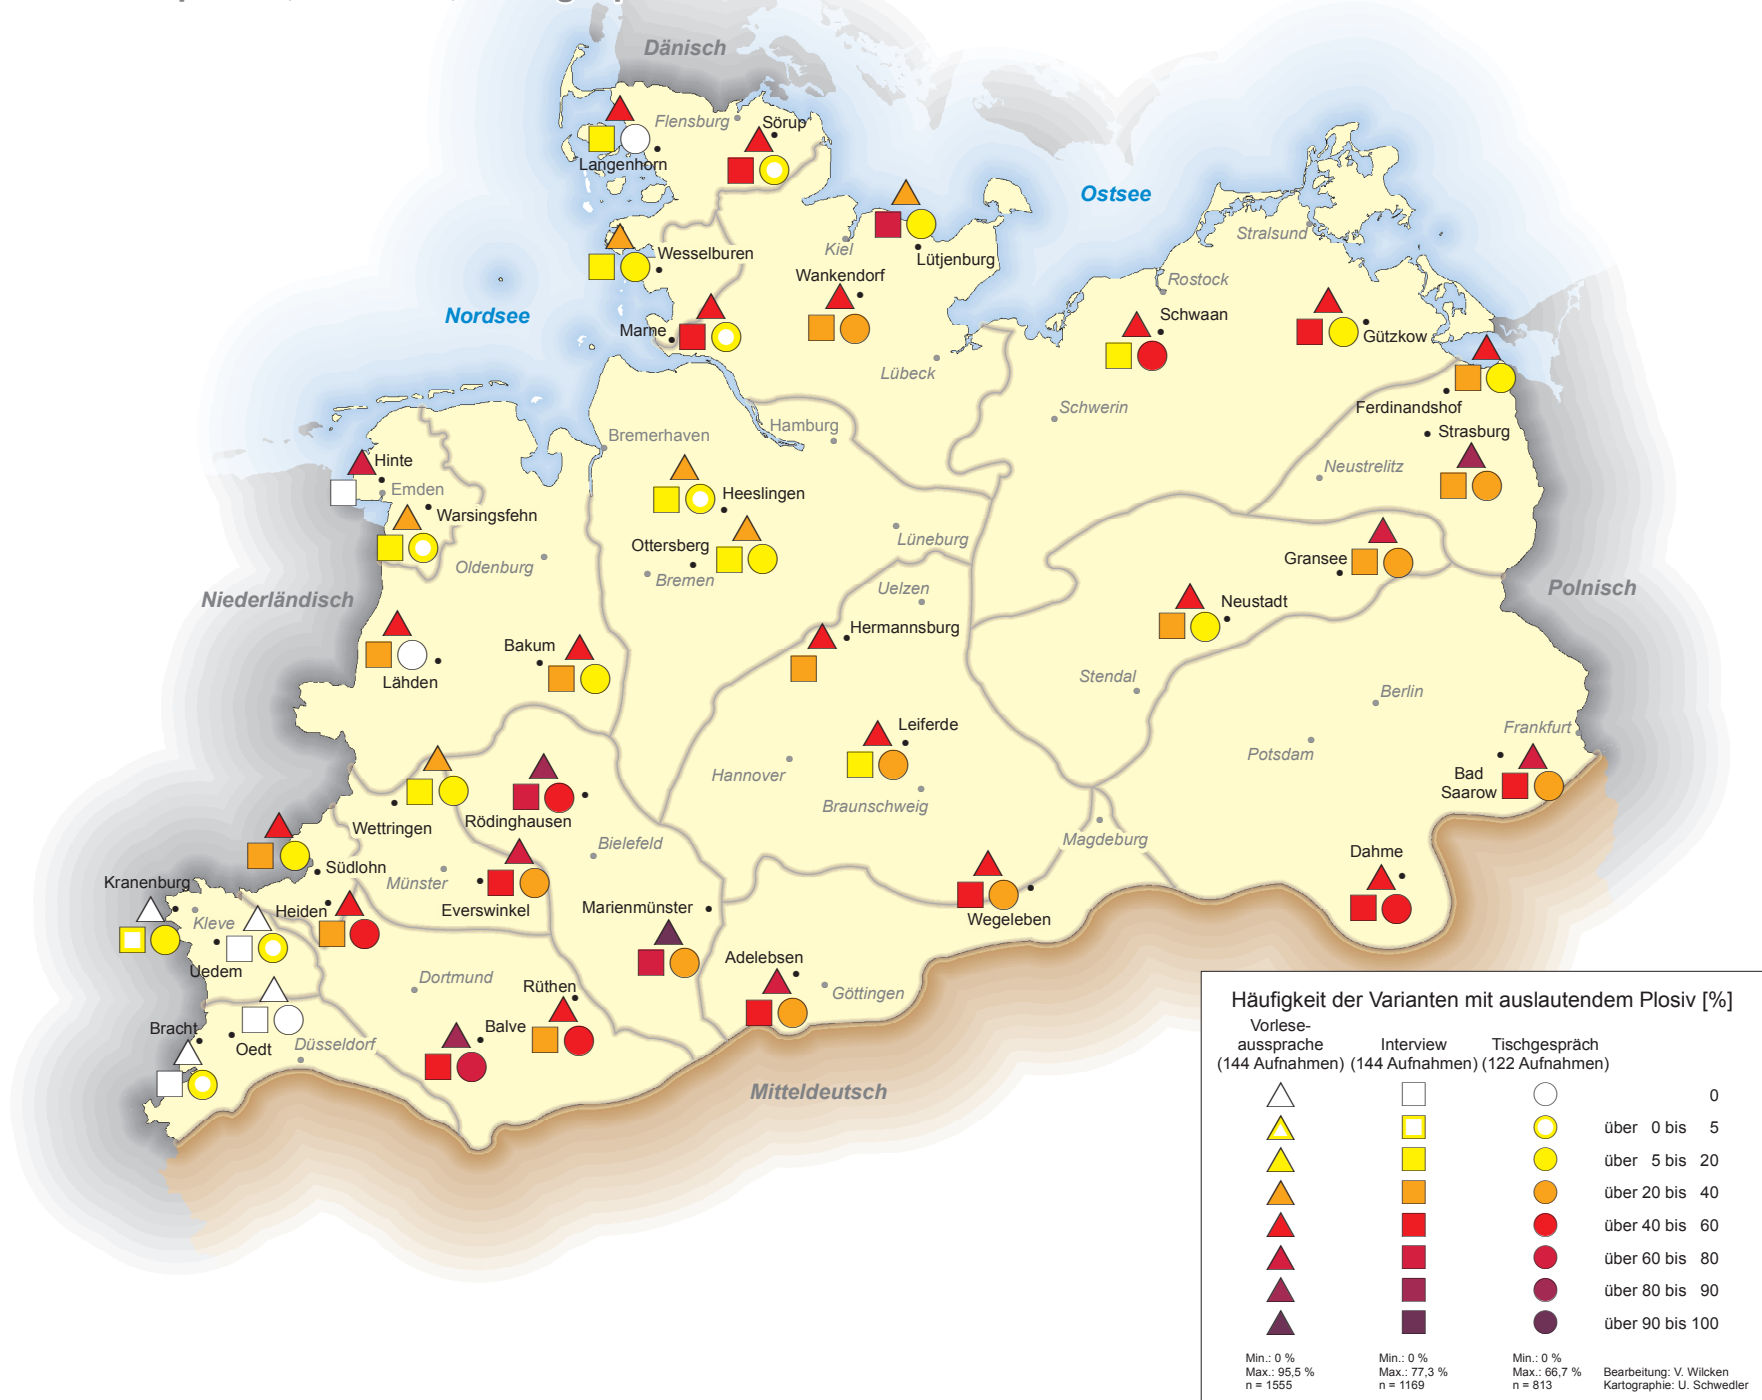 Dänisch
Flensburg
Sörup
Langenhorn
Ostsee
Stralsund
Kiel
Lütjenburg
Wesselburen
Wankendorf
Rostock
Nordsee
Schwaan
Marne
Gützkow
Lübeck
Schwerin
Ferdinandshof
Hamburg
Bremerhaven
Strasburg
Hinte
Neustrelitz
Emden
Heeslingen
Warsingsfehn
Ottersberg
Lüneburg
Gransee
Oldenburg
Bremen
Uelzen
Polnisch
Niederländisch
Neustadt
Hermannsburg
Bakum
Lähden
Stendal
Berlin
Leiferde
Frankfurt
Hannover
Potsdam
Bad
Saarow
Braunschweig
Wettringen
Rödinghausen
Bielefeld
Magdeburg
Dahme
Südlohn
Kranenburg
Münster
Heiden
Everswinkel
Marienmünster
Wegeleben
Kleve
Uedem
Adelebsen
Dortmund
Rüthen
Göttingen
Bracht
Oedt
Düsseldorf
Balve
Mitteldeutsch
Häufigkeit der Varianten mit auslautendem Plosiv [%]
Vorlese-
aussprache
(144 Aufnahmen)
Interview
(144 Aufnahmen)
Tischgespräch
(122 Aufnahmen)
0
über 0 bis 5
über 5 bis 20
über 20 bis 40
über 40 bis 60
über 60 bis 80
über 80 bis 90
über 90 bis 100
Min.: 0 %
Max.: 95,5 %
n = 1555
Min.: 0 %
Max.: 77,3 %
n = 1169
Min.: 0 %
Max.: 66,7 %
n = 813
Bearbeitung: V. Wilcken
Kartographie: U. Schwedler